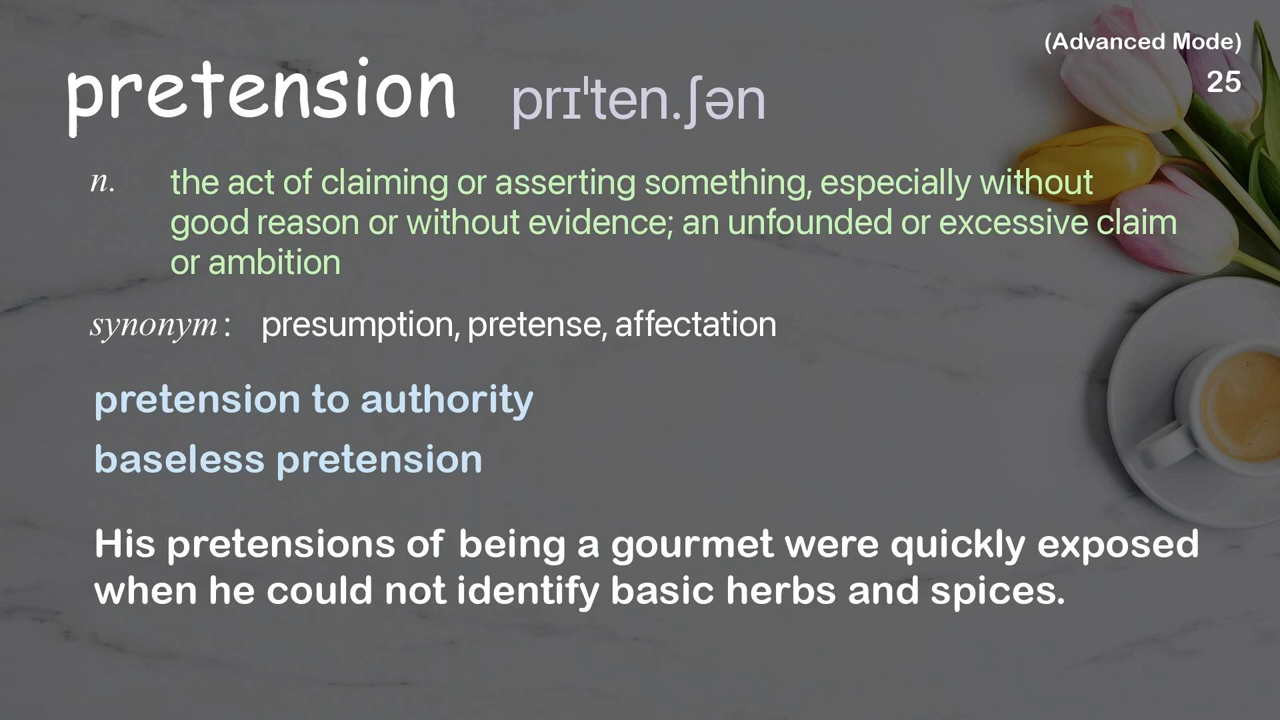 (Advanced Mode)
25
pretension prɪˈten.ʃən
n. the act of claiming or asserting something, especially without
good reason or without evidence; an unfounded or excessive claim
or ambition
synonym: presumption, pretense, affectation
pretension to authority
baseless pretension
His pretensions of being a gourmet were quickly exposed
when he could not identify basic herbs and spices.